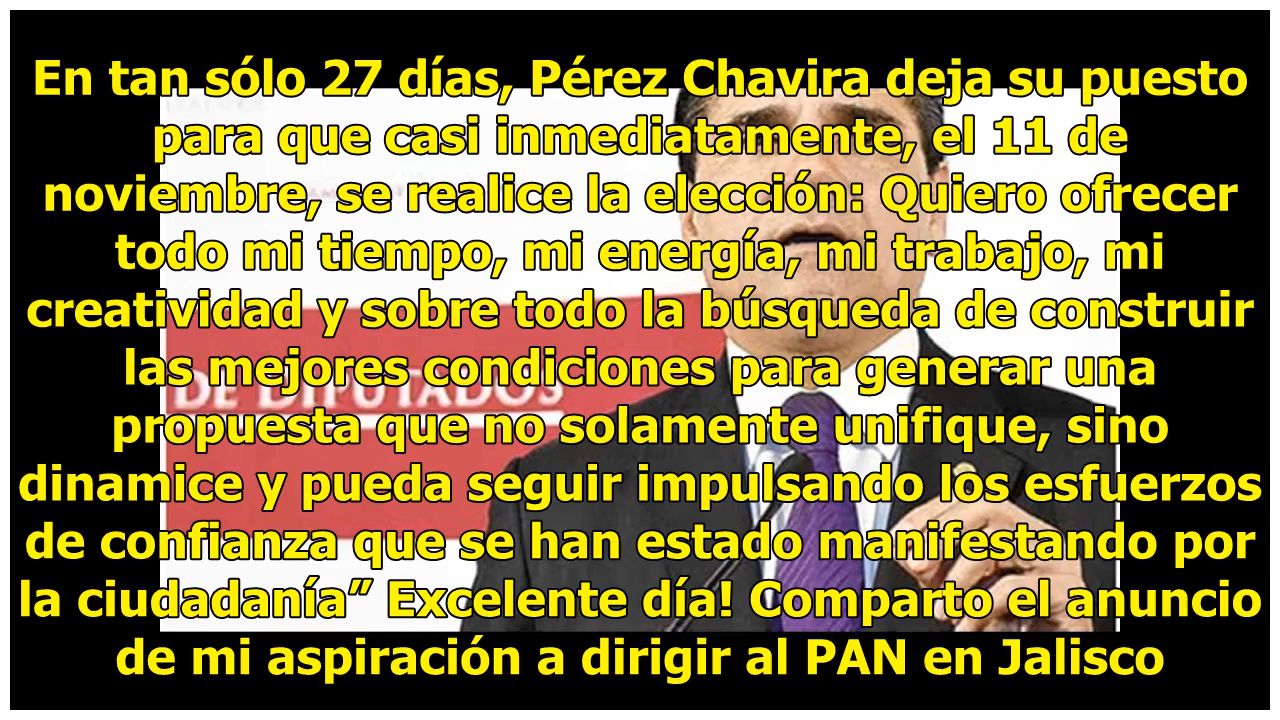 En tan sólo 27 días, Pérez Chavira deja su puesto
para que casi inmediatamente, el 11 de
noviembre, se realice la elección: Quiero ofrecer
todo mi tiempo, mi energía, mi trabajo, mi
creatividad y sobre todo la búsqueda de construir
las mejores condiciones para generar una
propuesta que no solamente unifique, sino
dinamice y pueda seguir impulsando los esfuerzos
de confianza que se han estado manifestando por
la ciudadanía” Excelente día! Comparto el anuncio
de mi aspiración a dirigir al PAN en Jalisco
DE DIPUTADOS